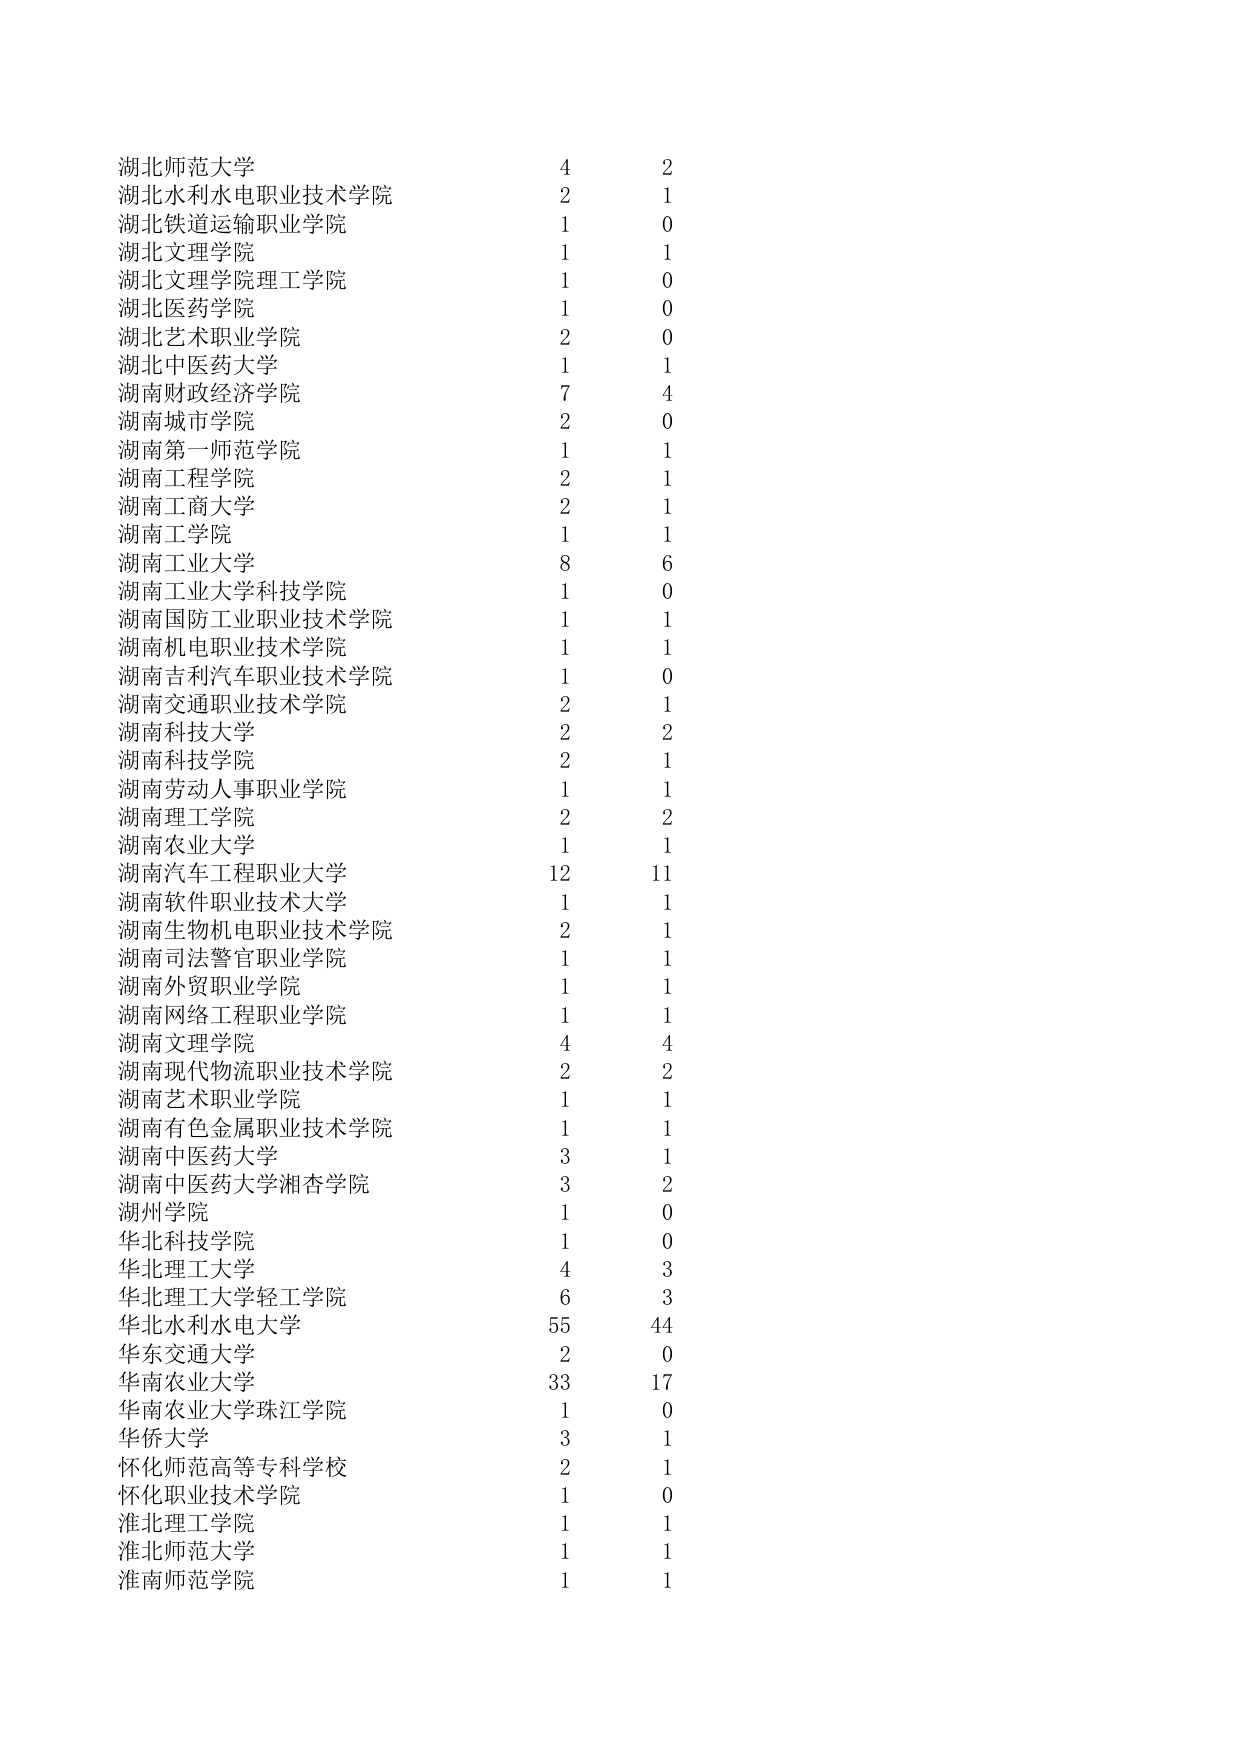 湖北师范大学 4 2
湖北水利水电职业技术学院 2 1
湖北铁道运输职业学院 1 0
湖北文理学院 1 1
湖北文理学院理工学院 1 0
湖北医药学院 1 0
湖北艺术职业学院 2 0
湖北中医药大学 1 1
湖南财政经济学院 7 4
湖南城市学院 2 0
湖南第一师范学院 1 1
湖南工程学院 2 1
湖南工商大学 2 1
湖南工学院 1 1
湖南工业大学 8 6
湖南工业大学科技学院 1 0
湖南国防工业职业技术学院 1 1
湖南机电职业技术学院 1 1
湖南吉利汽车职业技术学院 1 0
湖南交通职业技术学院 2 1
湖南科技大学 2 2
湖南科技学院 2 1
湖南劳动人事职业学院 1 1
湖南理工学院 2 2
湖南农业大学 1 1
湖南汽车工程职业大学 12 11
湖南软件职业技术大学 1 1
湖南生物机电职业技术学院 2 1
湖南司法警官职业学院 1 1
湖南外贸职业学院 1 1
湖南网络工程职业学院 1 1
湖南文理学院 4 4
湖南现代物流职业技术学院 2 2
湖南艺术职业学院 1 1
湖南有色金属职业技术学院 1 1
湖南中医药大学 3 1
湖南中医药大学湘杏学院 3 2
湖州学院 1 0
华北科技学院 1 0
华北理工大学 4 3
华北理工大学轻工学院 6 3
华北水利水电大学 55 44
华东交通大学 2 0
华南农业大学 33 17
华南农业大学珠江学院 1 0
华侨大学 3 1
怀化师范高等专科学校 2 1
怀化职业技术学院 1 0
淮北理工学院 1 1
淮北师范大学 1 1
淮南师范学院 1 1